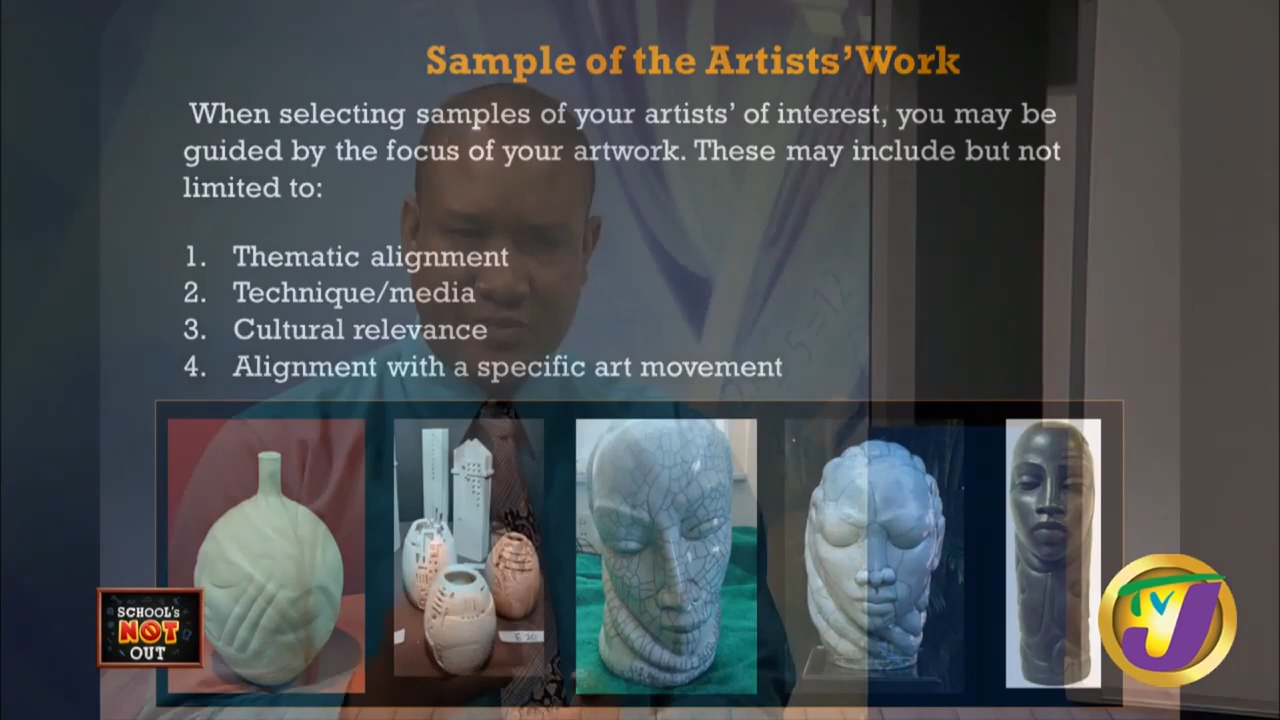 Sample of the Artists' Work
When selecting samples of your artists' of interest, you may be
guided by the focus of your artwork. These may include but not
limited to:
1. Thematic alignment
2. Technique/media
3. Cultural relevance
4. Alignment with a specific art movement
SCHOOL'S
NOT
OUT
TVJ